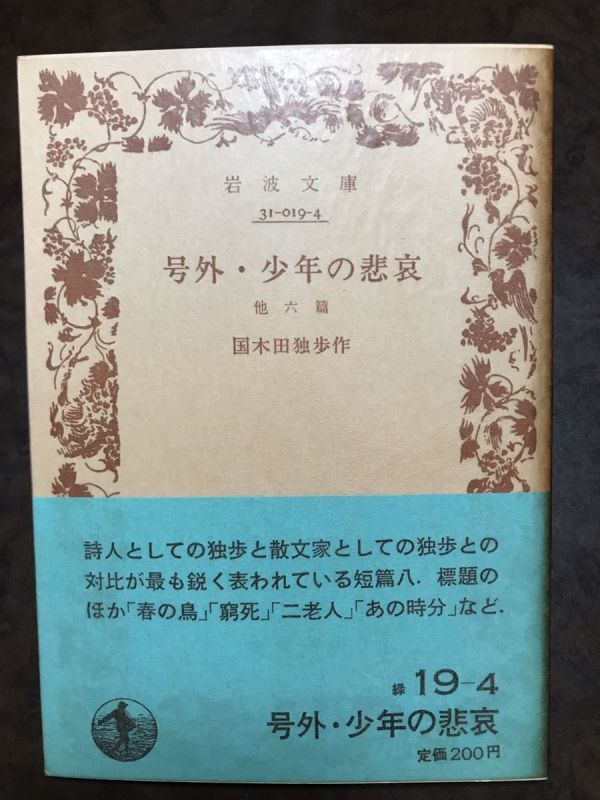 岩波文庫
31-019-4
号外・少年の悲哀
他六篇
国木田独歩作
詩人としての独歩と散文家としての独歩との
対比が最も鋭く表われている短篇八．標題の
ほか「春の鳥」「窮死」「二老人」「あの時分」など．
緑 19-4
号外・少年の悲哀
定価200円